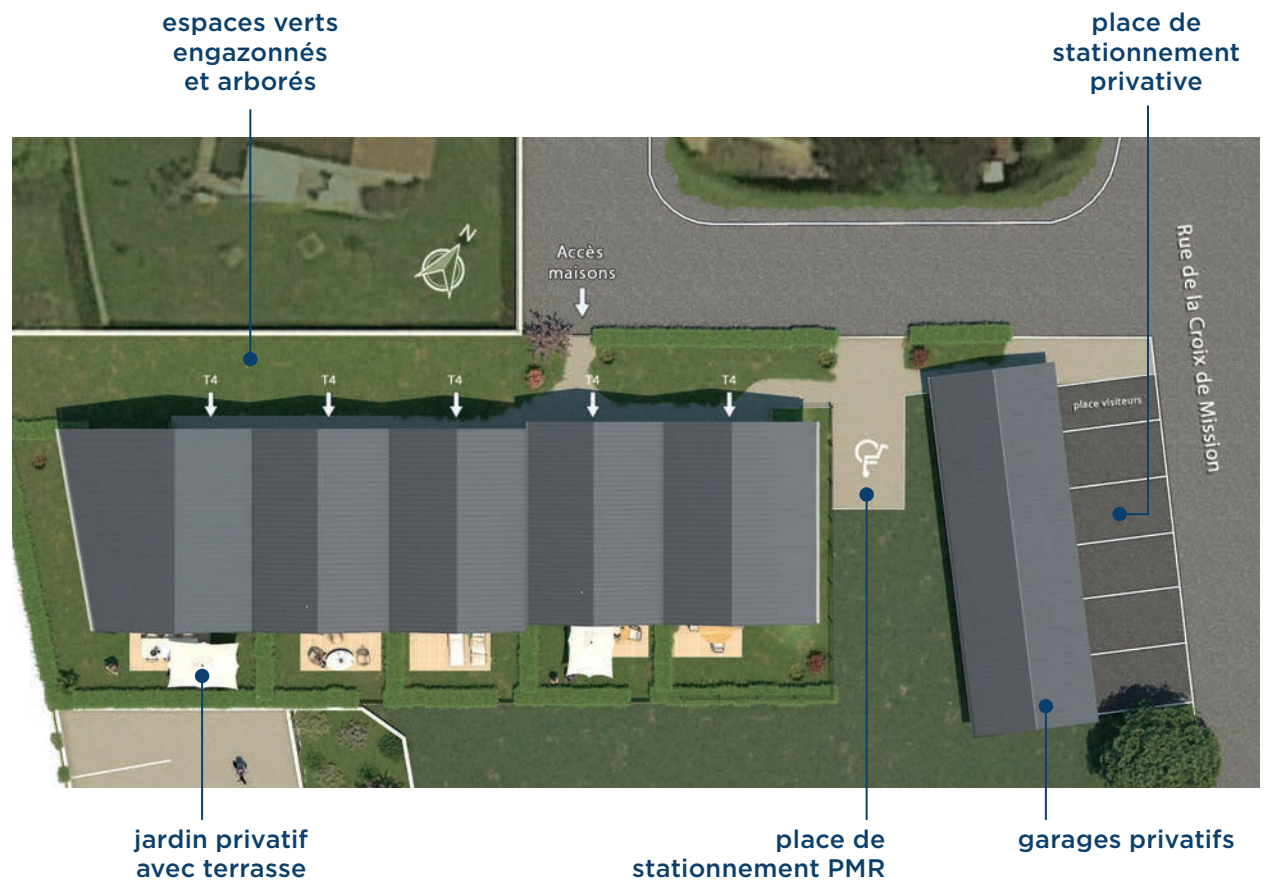 espaces verts
engazonnés
et arborés
place de
stationnement
privative
N
Accès
maisons
Rue de la Croix de Mission
T4
T4
T4
T4
T4
place visiteurs
jardin privatif
avec terrasse
place de
stationnement PMR
garages privatifs